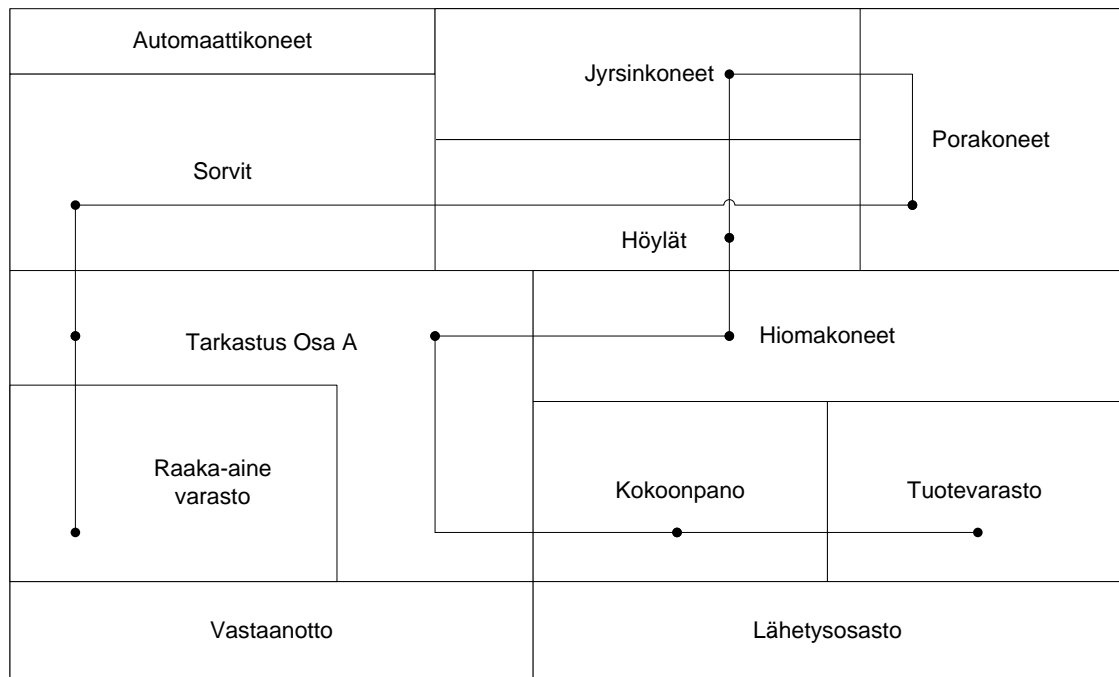 Automaattikoneet
Jyrsinkoneet
Porakoneet
Sorvit
Höylät
Tarkastus Osa A
Hiomakoneet
Raaka-aine
varasto
Kokoonpano
Tuotevarasto
Vastaanotto
Lähetysosasto